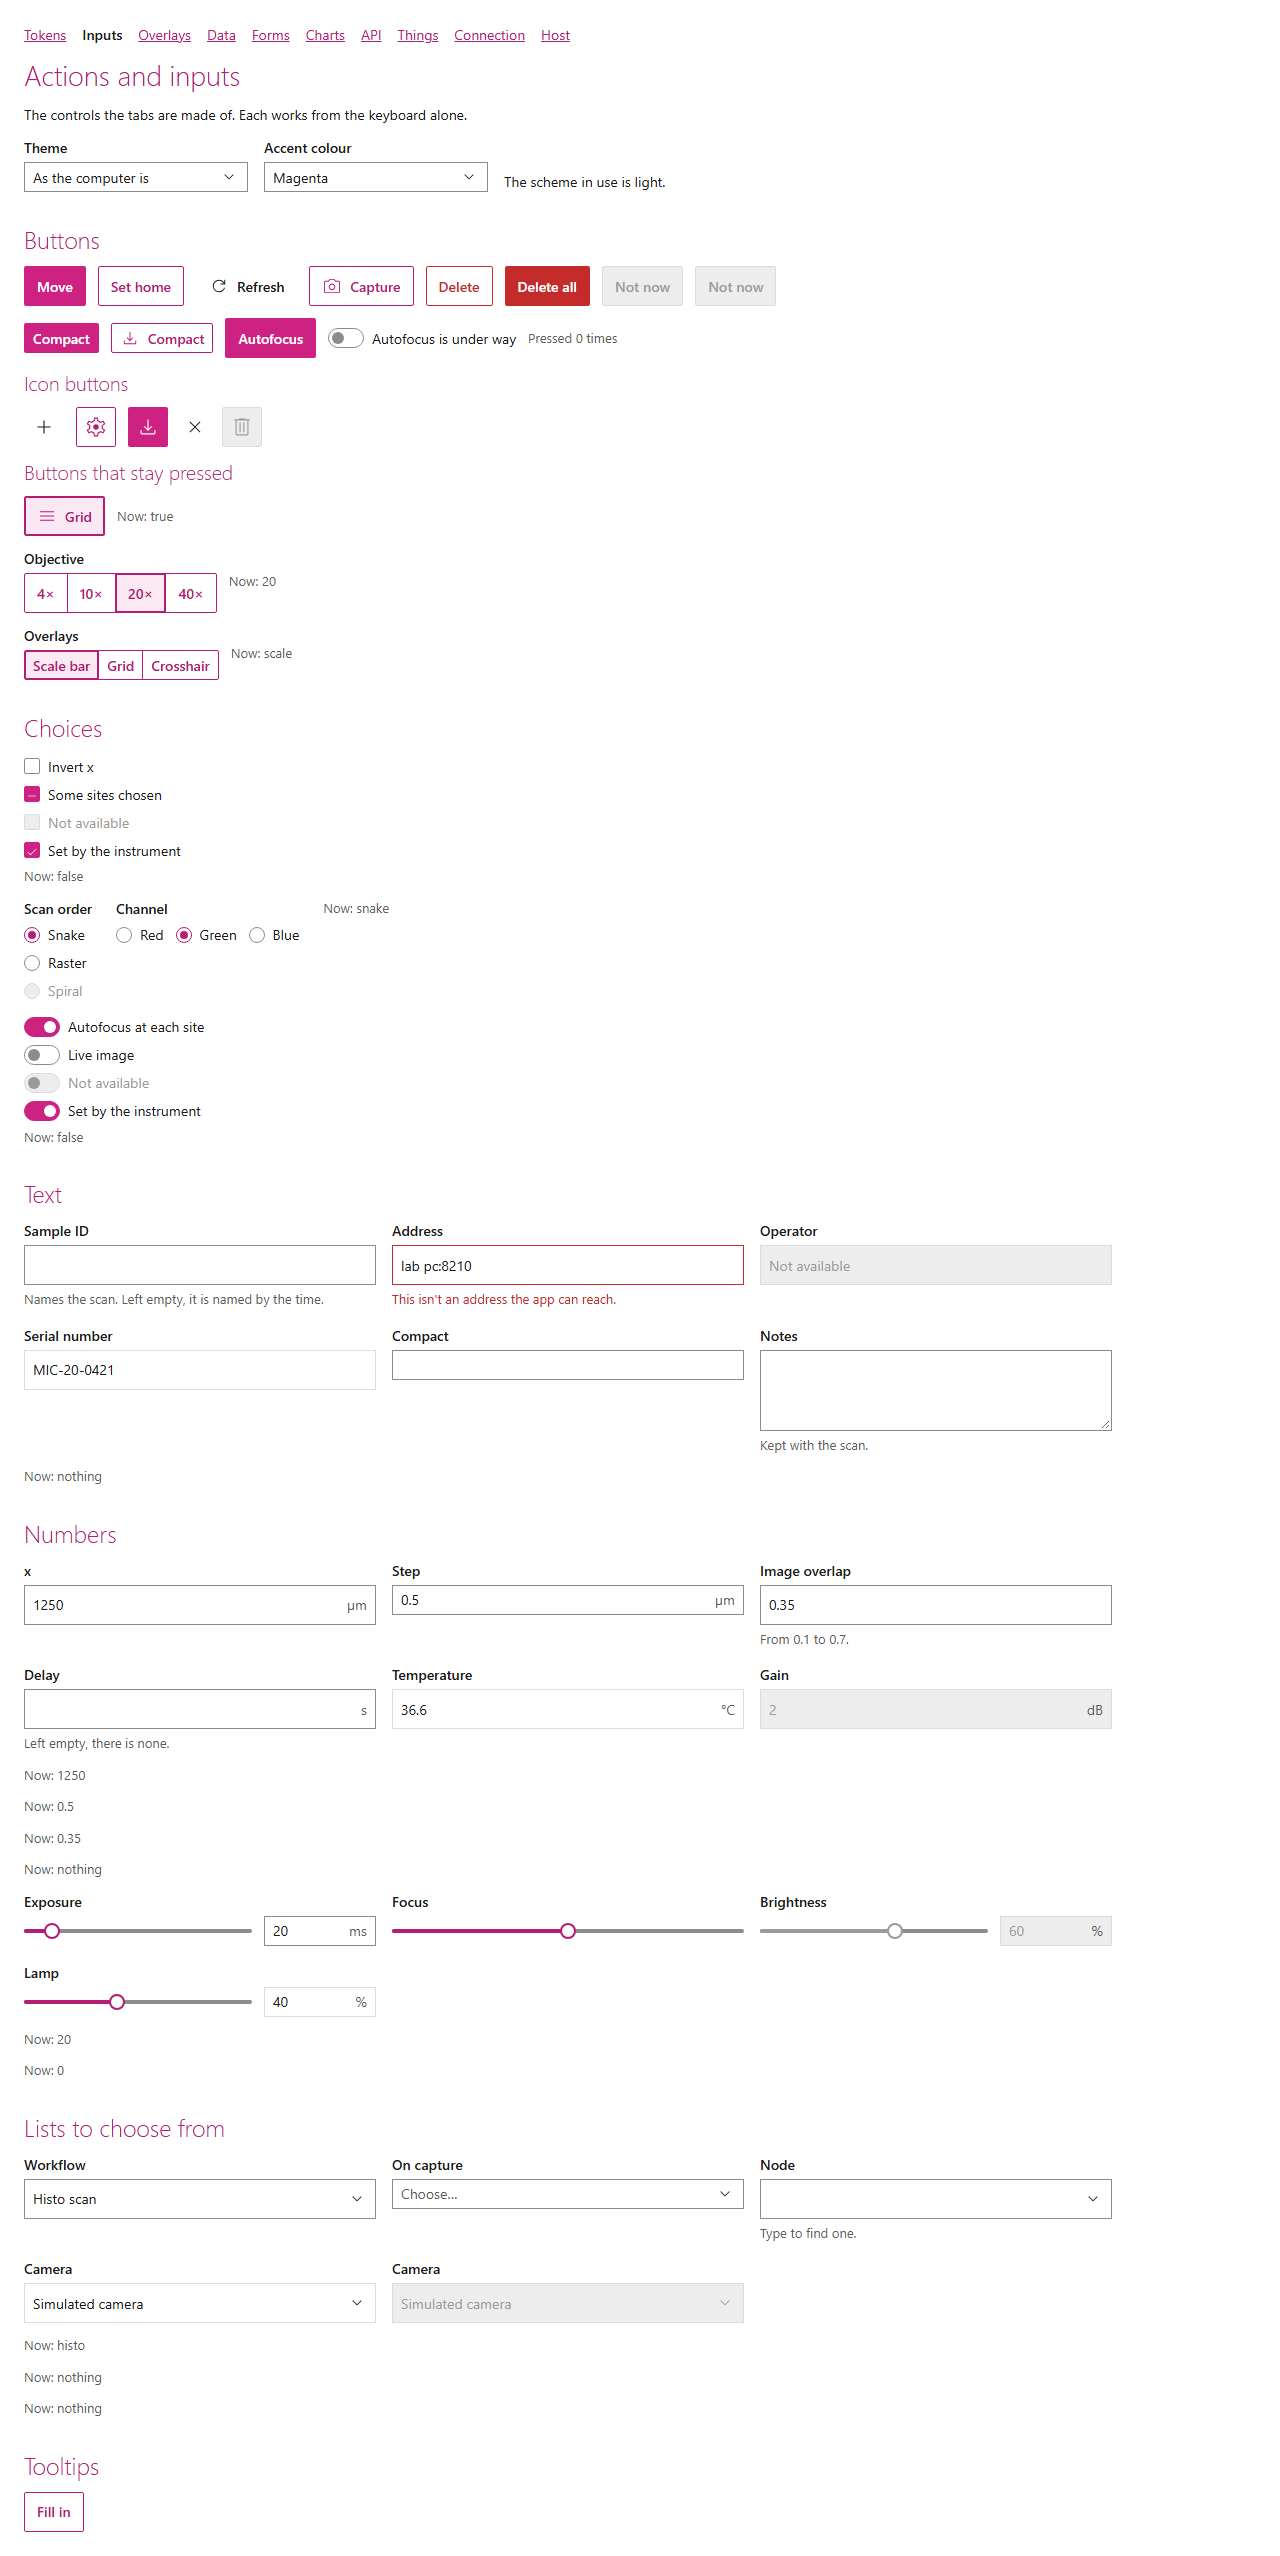 Tokens Inputs Overlays Data Forms Charts API Things Connection Host
Actions and inputs
The controls the tabs are made of. Each works from the keyboard alone.
Theme Accent colour
As the computer is Magenta The scheme in use is light.
Buttons
Move Set home Refresh Capture Delete Delete all Not now Not now
Compact Compact Autofocus Autofocus is under way Pressed 0 times
Icon buttons
Buttons that stay pressed
Grid Now: true
Objective
4× 10× 20× 40× Now: 20
Overlays
Scale bar Grid Crosshair Now: scale
Choices
Invert x
Some sites chosen
Not available
Set by the instrument
Now: false
Scan order Channel Now: snake
Snake Red Green Blue
Raster
Spiral
Autofocus at each site
Live image
Not available
Set by the instrument
Now: false
Text
Sample ID Address Operator
lab pc:8210 Not available
Names the scan. Left empty, it is named by the time. This isn't an address the app can reach.
Serial number Compact Notes
MIC-20-0421
Kept with the scan.
Now: nothing
Numbers
x Step Image overlap
1250 µm 0.5 µm 0.35
From 0.1 to 0.7.
Delay Temperature Gain
s 36.6 °C 2 dB
Left empty, there is none.
Now: 1250
Now: 0.5
Now: 0.35
Now: nothing
Exposure Focus Brightness
20 ms 60 %
Lamp
40 %
Now: 20
Now: 0
Lists to choose from
Workflow On capture Node
Histo scan Choose...
Type to find one.
Camera Camera
Simulated camera Simulated camera
Now: histo
Now: nothing
Now: nothing
Tooltips
Fill in